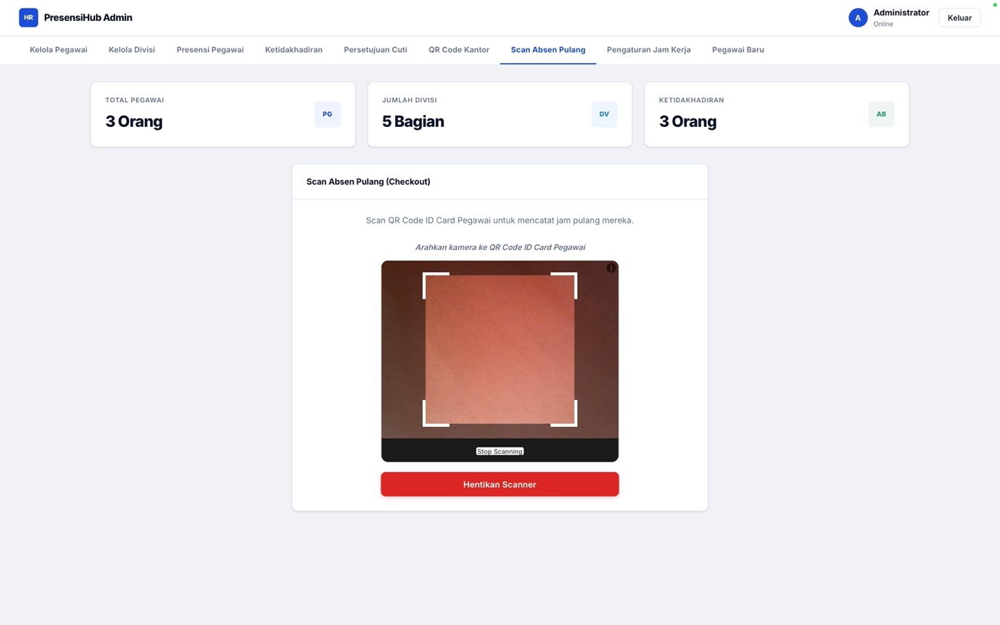 HR
PresensiHub Admin
A
Administrator
Online
Keluar
Kelola Pegawai
Kelola Divisi
Presensi Pegawai
Ketidakhadiran
Persetujuan Cuti
QR Code Kantor
Scan Absen Pulang
Pengaturan Jam Kerja
Pegawai Baru
TOTAL PEGAWAI
3 Orang
PG
JUMLAH DIVISI
5 Bagian
DV
KETIDAKHADIRAN
3 Orang
AB
Scan Absen Pulang (Checkout)
Scan QR Code ID Card Pegawai untuk mencatat jam pulang mereka.
Arahkan kamera ke QR Code ID Card Pegawai
Stop Scanning
Hentikan Scanner